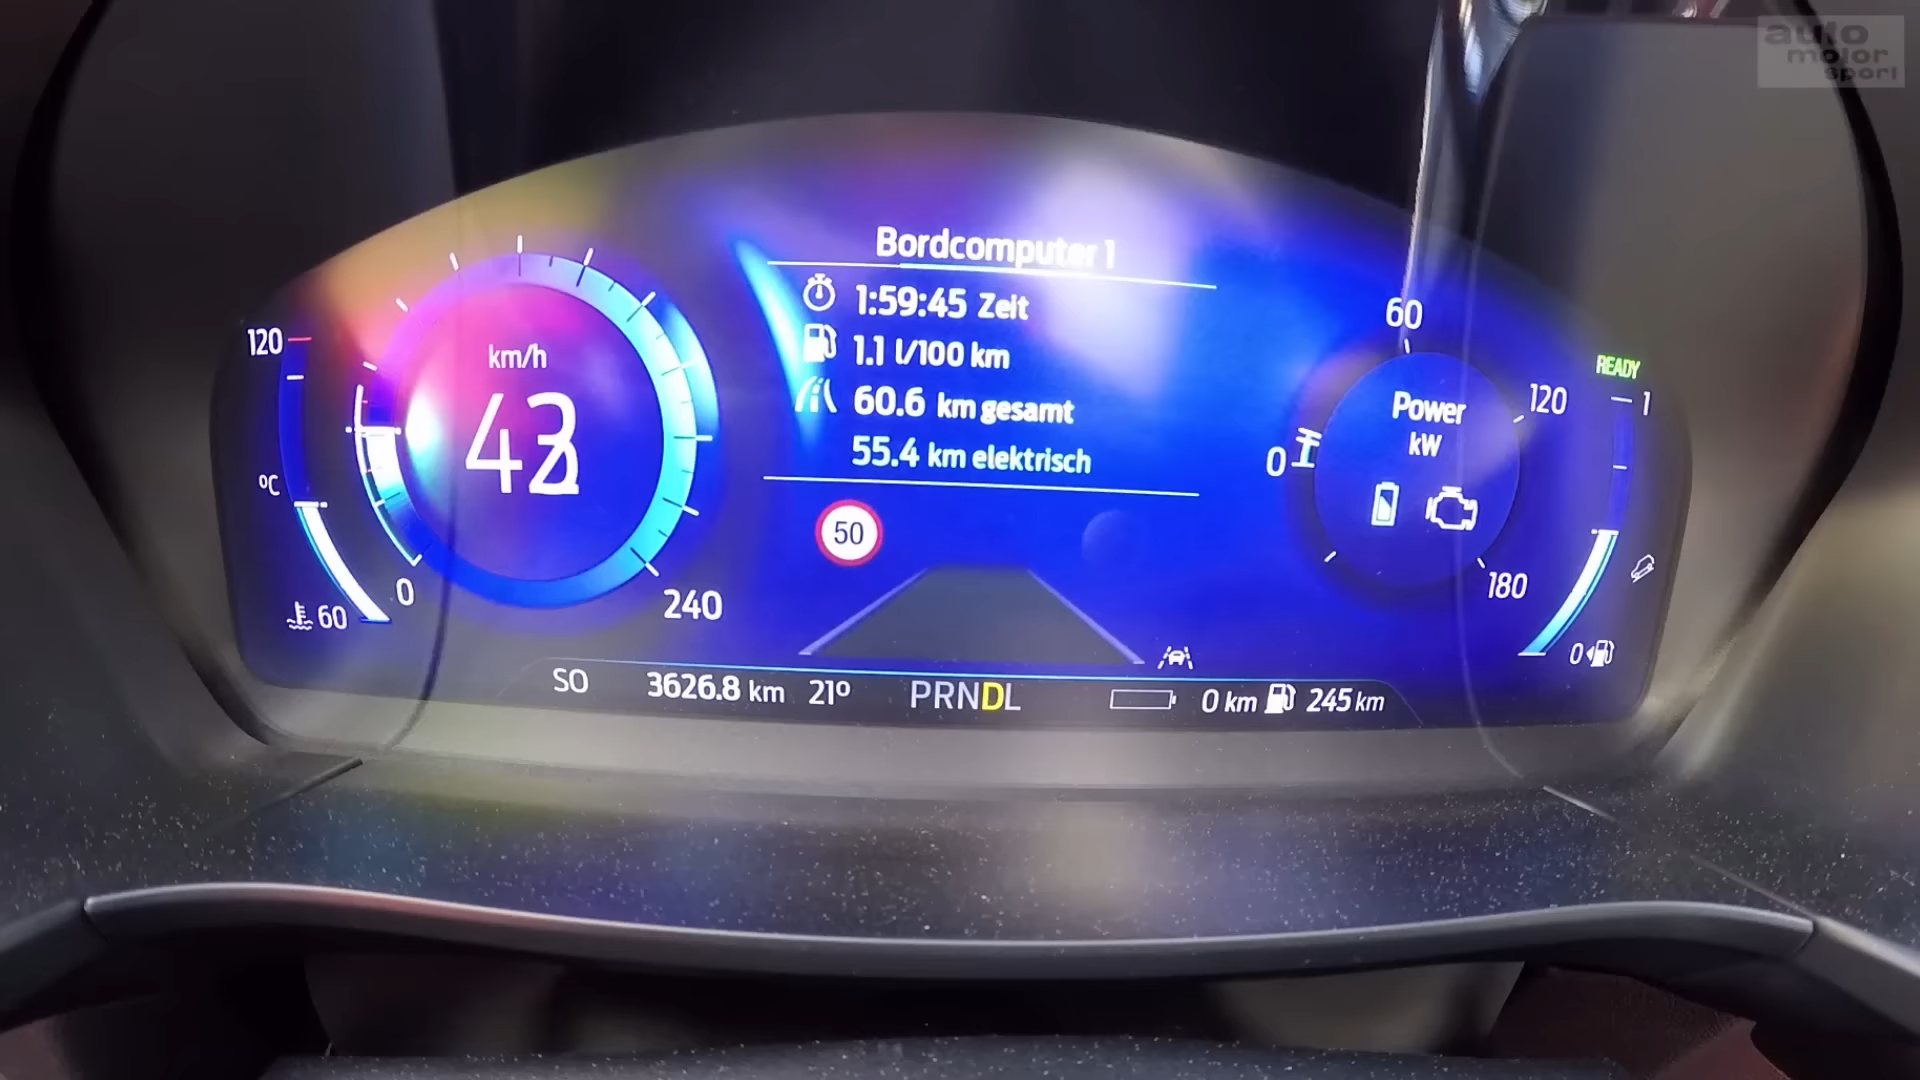 auto
motor
sport
Bordcomputer 1
1:59:45 Zeit
1.1 l/100 km
60.6 km gesamt
55.4 km elektrisch
50
120
°C
60
km/h
0
240
60
0
120
180
Power
kW
READY
1
0
SO 3626.8 km 21° PRNDL 0 km 245 km